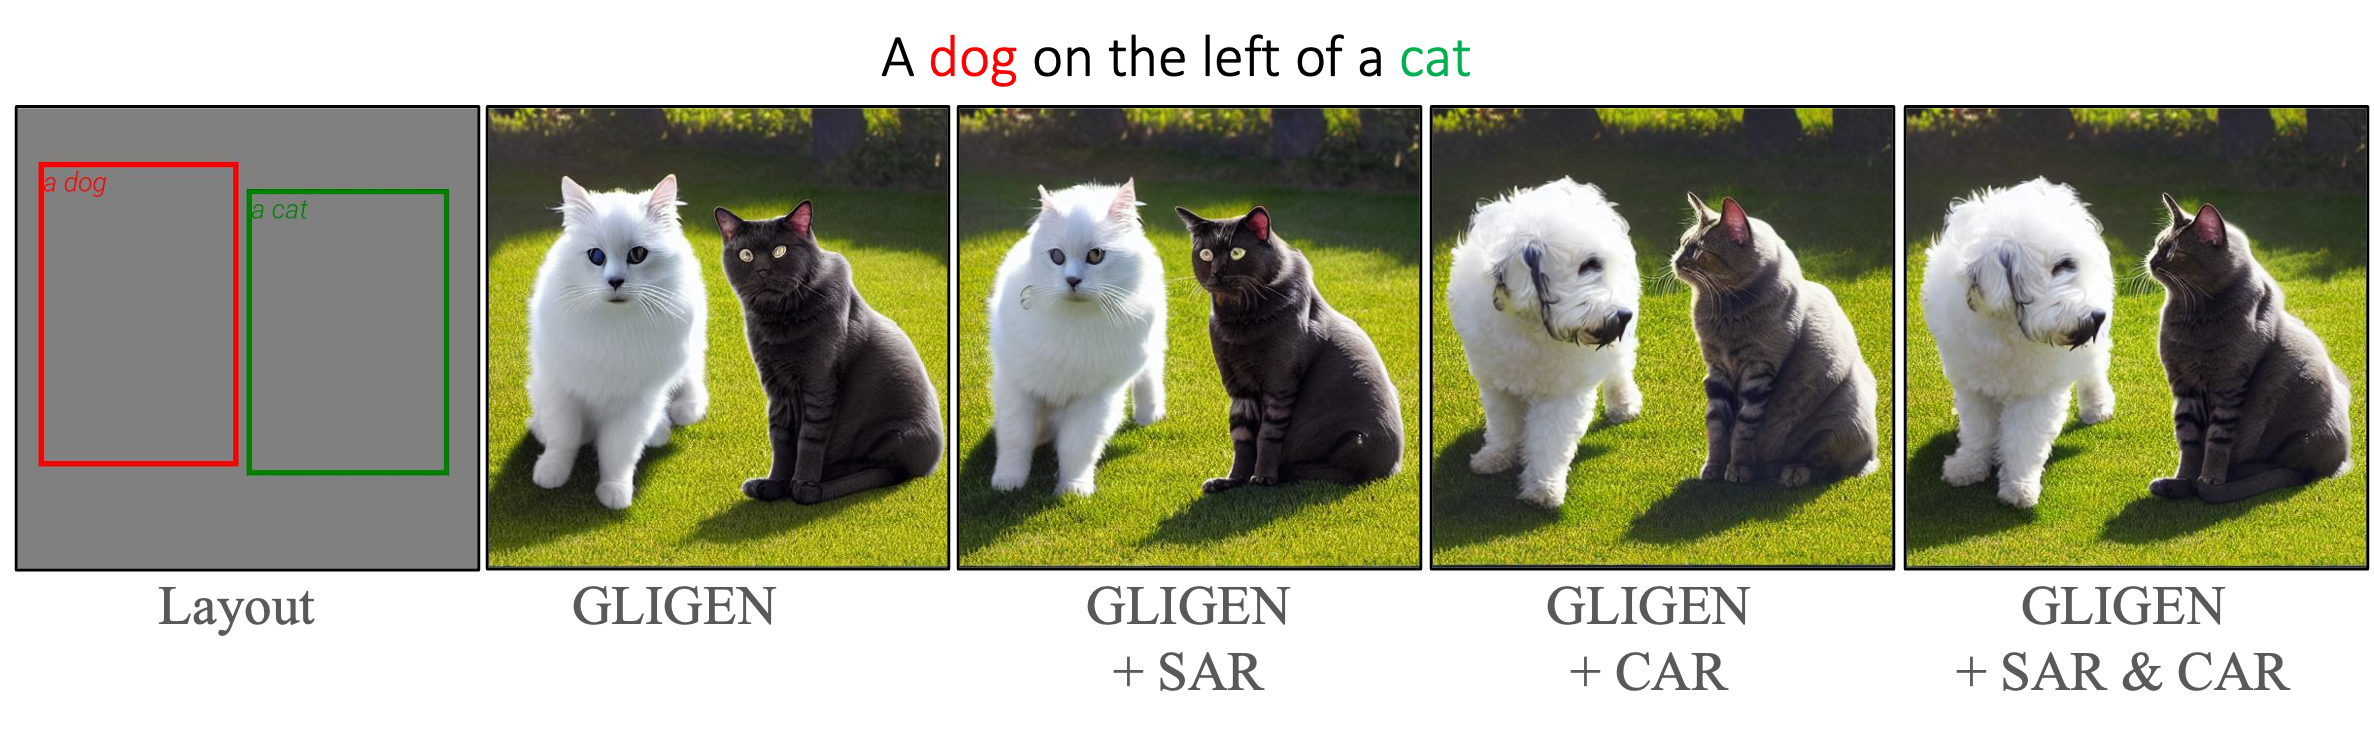 A dog on the left of a cat
a dog
a cat
Layout
GLIGEN
GLIGEN
+ SAR
GLIGEN
+ CAR
GLIGEN
+ SAR & CAR